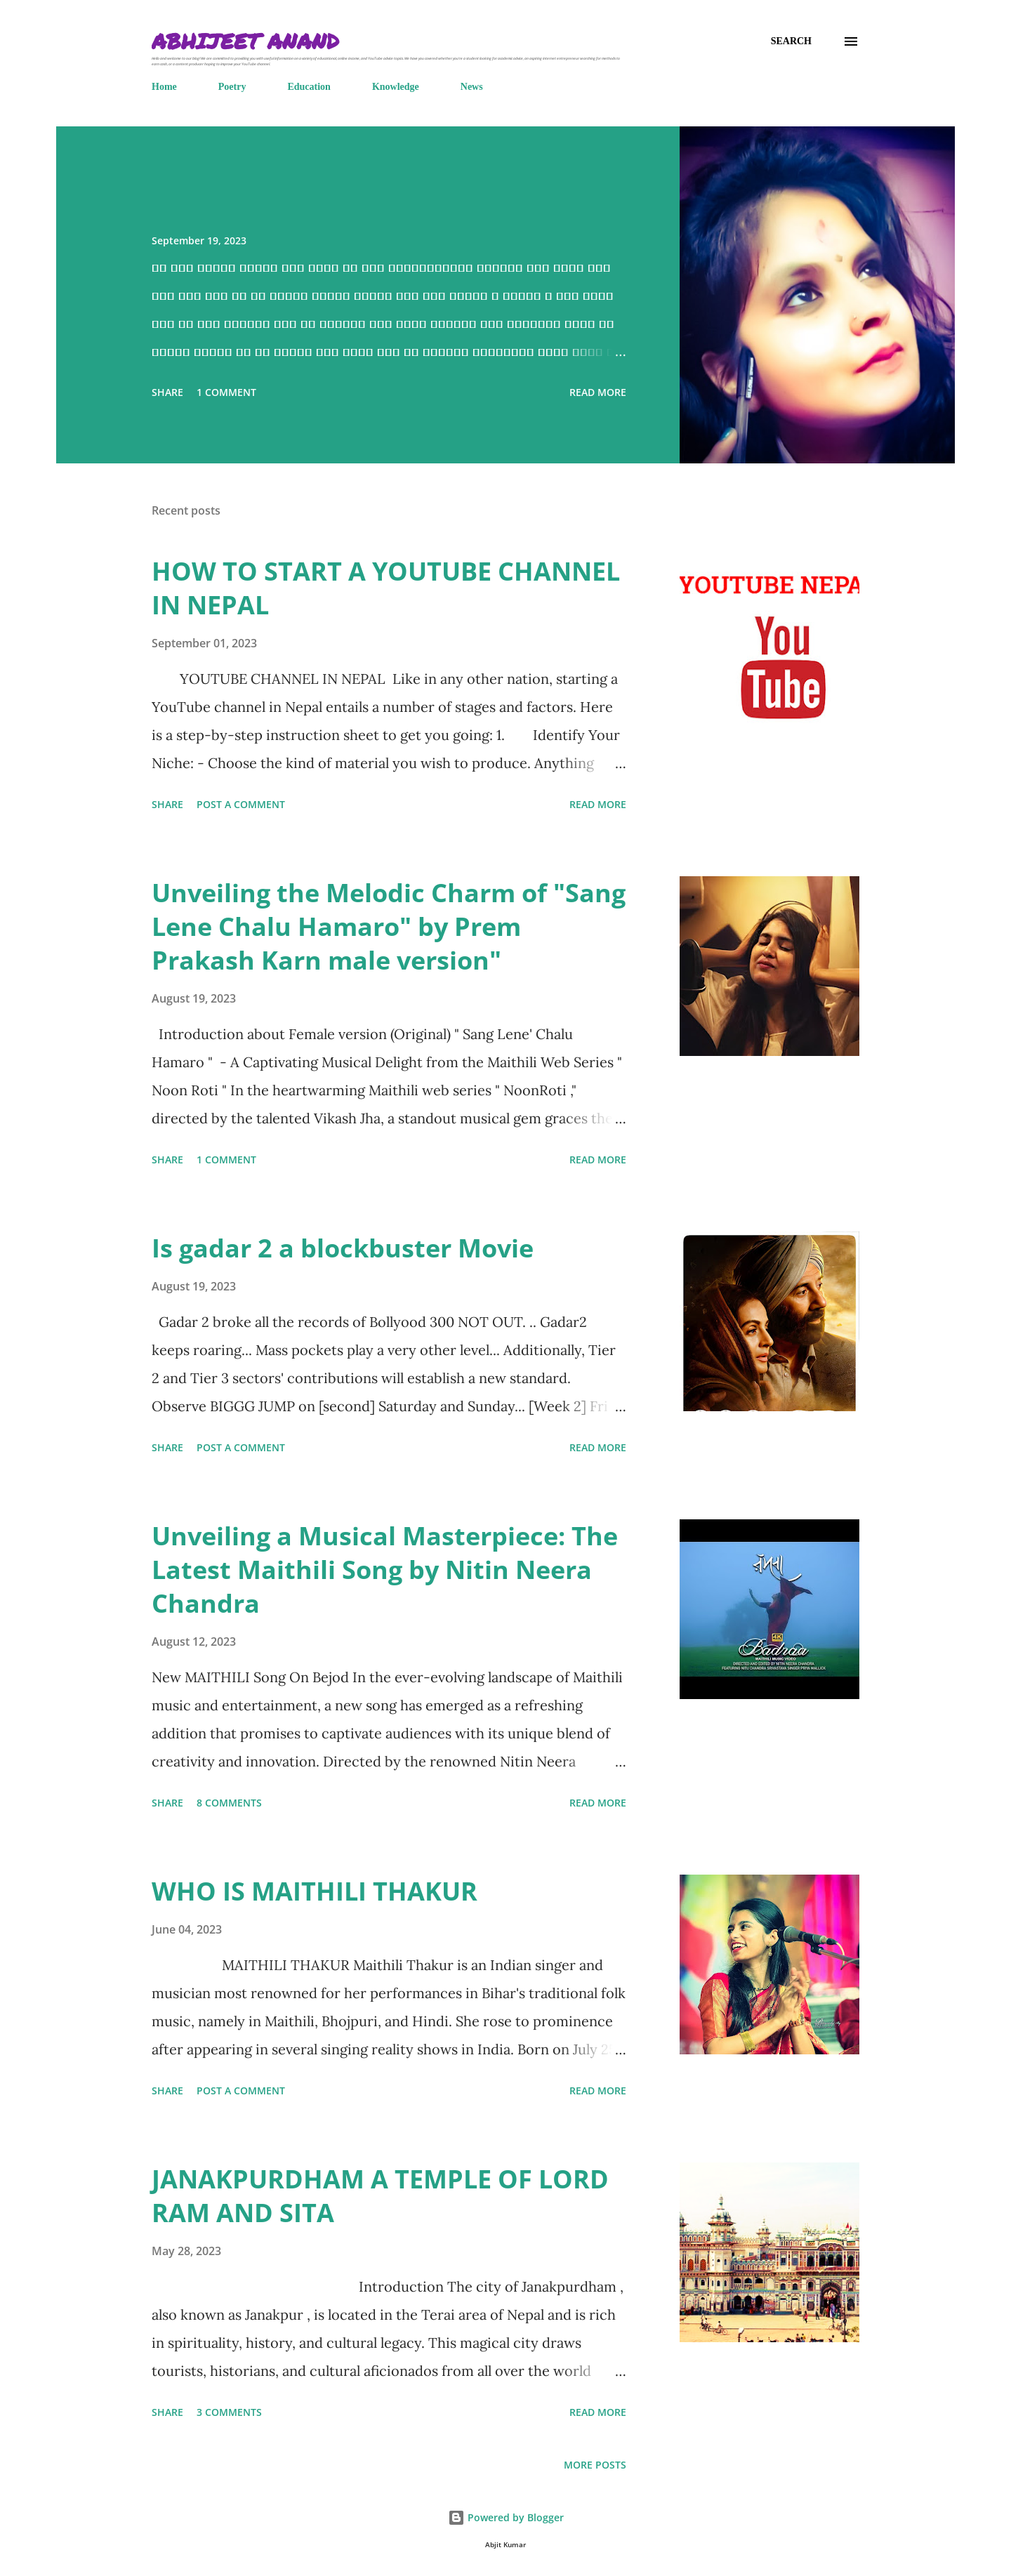 ABHIJEET ANAND
SEARCH
Home Poetry Education Knowledge News
September 19, 2023
...
SHARE 1 COMMENT READ MORE
Recent posts
HOW TO START A YOUTUBE CHANNEL
IN NEPAL
September 01, 2023
YOUTUBE CHANNEL IN NEPAL Like in any other nation, starting a
YouTube channel in Nepal entails a number of stages and factors. Here
is a step-by-step instruction sheet to get you going: 1. Identify Your
Niche: - Choose the kind of material you wish to produce. Anything ...
SHARE POST A COMMENT READ MORE
YOUTUBE NEPA
You
Tube
Unveiling the Melodic Charm of "Sang
Lene Chalu Hamaro" by Prem
Prakash Karn male version"
August 19, 2023
Introduction about Female version (Original) " Sang Lene' Chalu
Hamaro " - A Captivating Musical Delight from the Maithili Web Series "
Noon Roti " In the heartwarming Maithili web series " NoonRoti ,"
directed by the talented Vikash Jha, a standout musical gem graces the ...
SHARE 1 COMMENT READ MORE
Is gadar 2 a blockbuster Movie
August 19, 2023
Gadar 2 broke all the records of Bollyood 300 NOT OUT. .. Gadar2
keeps roaring... Mass pockets play a very other level... Additionally, Tier
2 and Tier 3 sectors' contributions will establish a new standard.
Observe BIGGG JUMP on [second] Saturday and Sunday... [Week 2] Fri ...
SHARE POST A COMMENT READ MORE
Unveiling a Musical Masterpiece: The
Latest Maithili Song by Nitin Neera
Chandra
August 12, 2023
New MAITHILI Song On Bejod In the ever-evolving landscape of Maithili
music and entertainment, a new song has emerged as a refreshing
addition that promises to captivate audiences with its unique blend of
creativity and innovation. Directed by the renowned Nitin Neera ...
SHARE 8 COMMENTS READ MORE
4K
Badraa
MAITHILI MUSIC VIDEO
DIRECTED AND EDITED BY NITIN NEERA CHANDRA
WHO IS MAITHILI THAKUR
June 04, 2023
MAITHILI THAKUR Maithili Thakur is an Indian singer and
musician most renowned for her performances in Bihar's traditional folk
music, namely in Maithili, Bhojpuri, and Hindi. She rose to prominence
after appearing in several singing reality shows in India. Born on July ...
SHARE POST A COMMENT READ MORE
JANAKPURDHAM A TEMPLE OF LORD
RAM AND SITA
May 28, 2023
Introduction The city of Janakpurdham ,
also known as Janakpur , is located in the Terai area of Nepal and is rich
in spirituality, history, and cultural legacy. This magical city draws
tourists, historians, and cultural aficionados from all over the world ...
SHARE 3 COMMENTS READ MORE
MORE POSTS
Powered by Blogger
Abjit Kumar